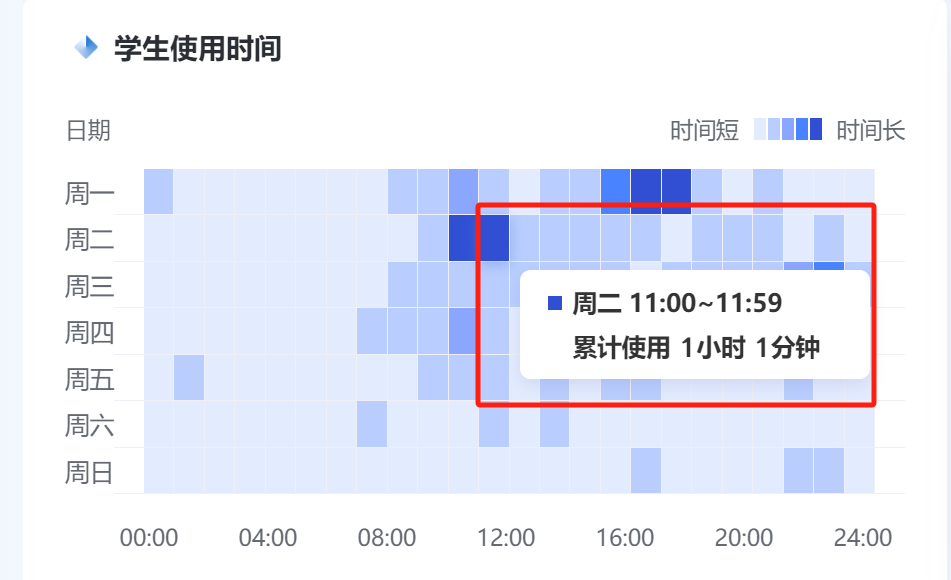 学生使用时间
日期
时间短 时间长
周一
周二
周三
周四
周五
周六
周日
周二 11:00~11:59
累计使用 1小时 1分钟
00:00 04:00 08:00 12:00 16:00 20:00 24:00